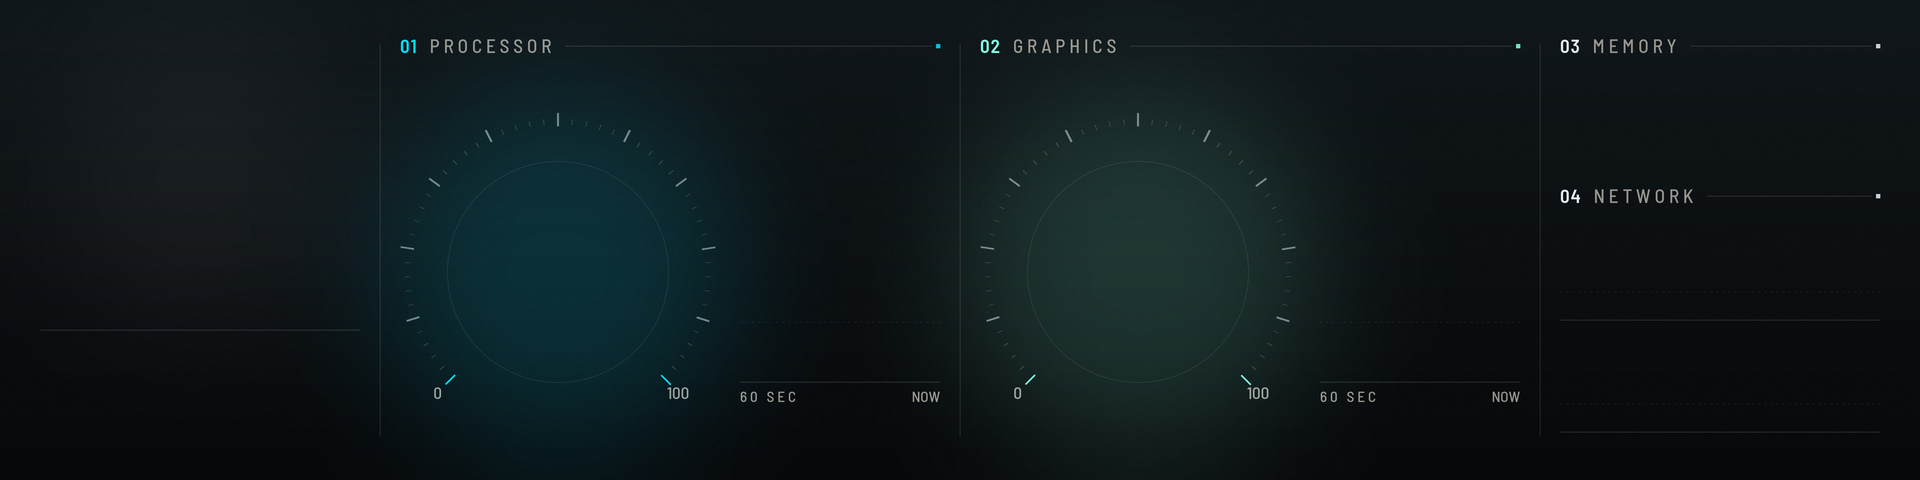 01 PROCESSOR
0
100
60 SEC
NOW
02 GRAPHICS
0
100
60 SEC
NOW
03 MEMORY
04 NETWORK